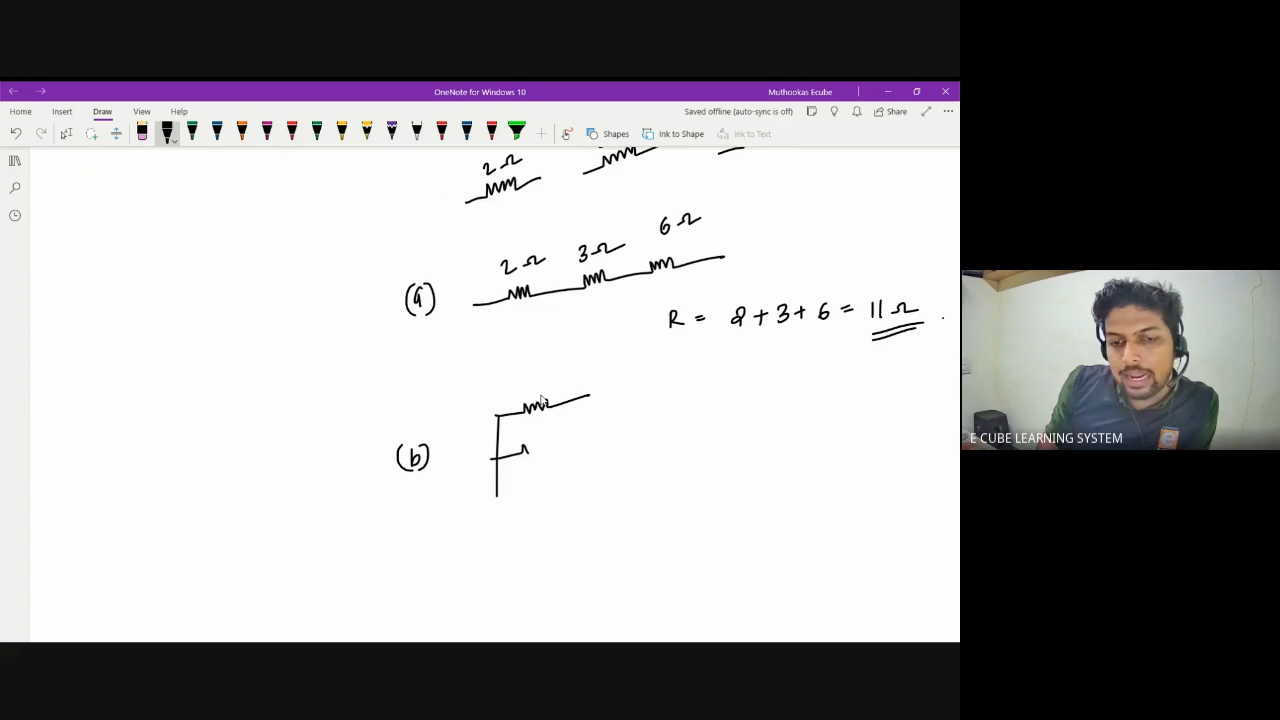 OneNote for Windows 10
Muthookas Ecube
Home Insert Draw View Help
Saved offline (auto-sync is off)
Share
Shapes
Ink to Shape
Ink to Text
2 Ω
2 Ω 3 Ω 6 Ω
(a)
R = 2 + 3 + 6 = 11 Ω
(b)
E CUBE LEARNING SYSTEM